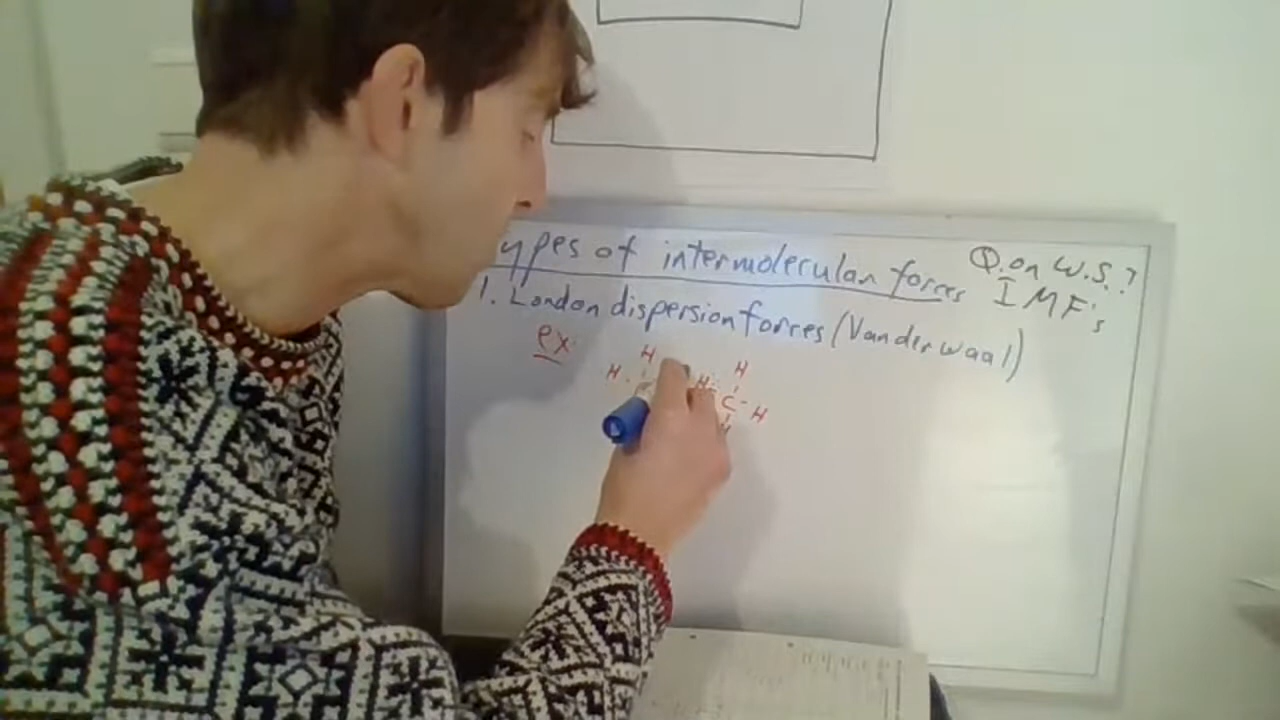 ypes of intermolecular forces Q. on W.S.?
IMF's
1. London dispersion forces (Vanderwaal)
ex:
H H
H H
C H
H